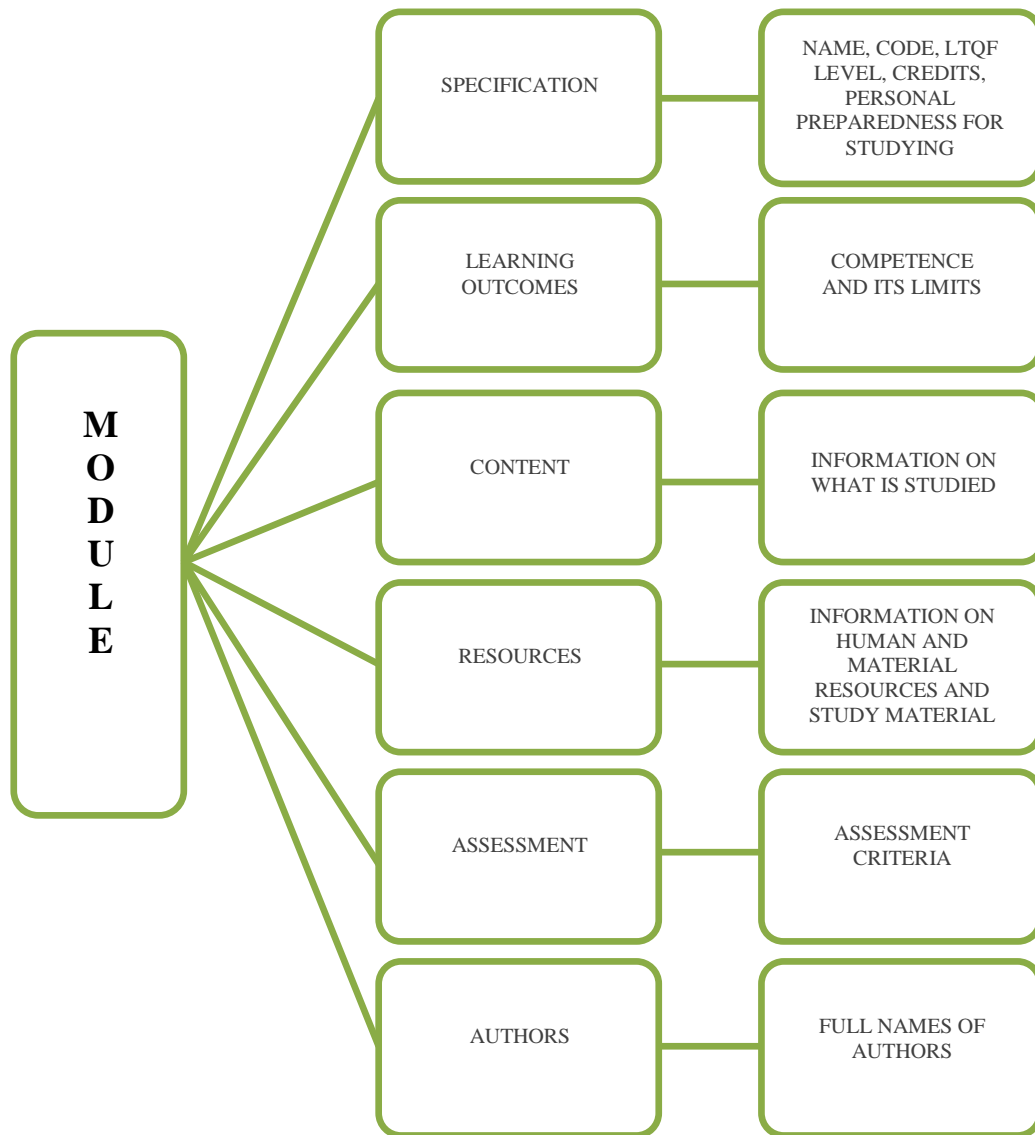 SPECIFICATION
NAME, CODE, LTQF
LEVEL, CREDITS,
PERSONAL
PREPAREDNESS FOR
STUDYING
LEARNING
OUTCOMES
COMPETENCE
AND ITS LIMITS
M
O
D
U
L
E
CONTENT
INFORMATION ON
WHAT IS STUDIED
RESOURCES
INFORMATION ON
HUMAN AND
MATERIAL
RESOURCES AND
STUDY MATERIAL
ASSESSMENT
ASSESSMENT
CRITERIA
AUTHORS
FULL NAMES OF
AUTHORS